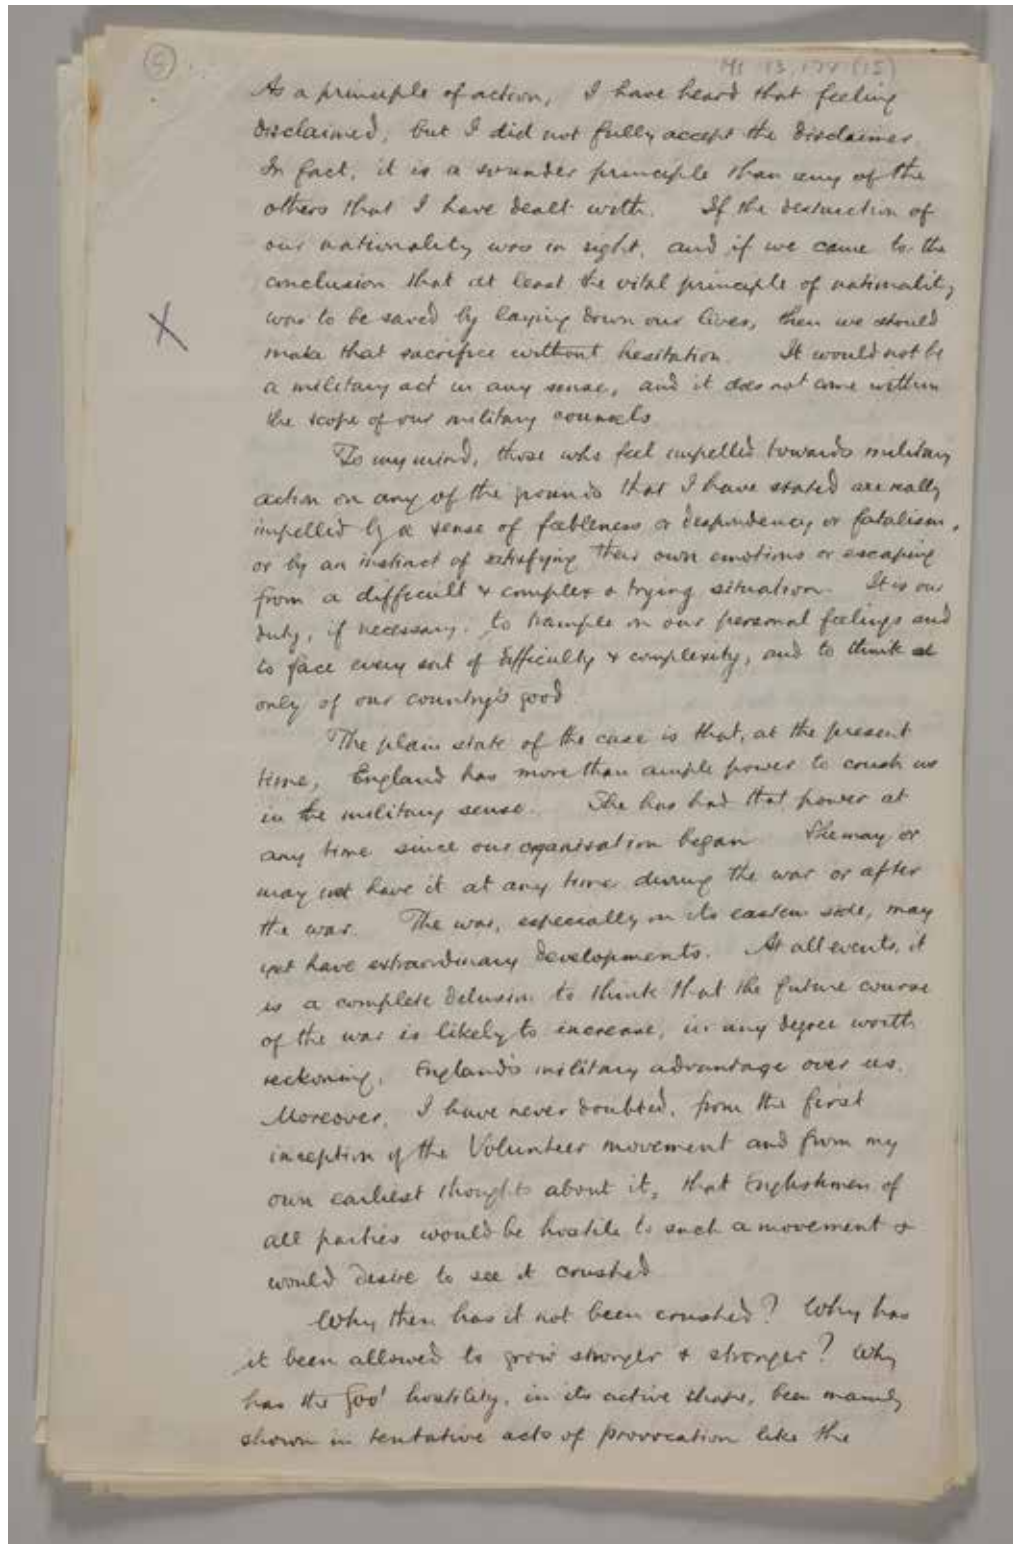 5
MS 13,174 (15)
As a principle of action, I have heard that feeling
disclaimed, but I did not fully accept the disclaimer.
In fact, it is a sounder principle than any of the
others that I have dealt with. If the destruction of
our nationality was in sight, and if we came to the
conclusion that at least the vital principle of nationality
was to be saved by laying down our lives, then we should
make that sacrifice without hesitation. It would not be
a military act in any sense, and it does not come within
the scope of our military counsels.
X
To my mind, those who feel impelled towards military
action on any of the grounds that I have stated are really
impelled by a sense of feebleness or despondency or fatalism,
or by an instinct of satisfying their own emotions or escaping
from a difficult & complex & trying situation. It is our
duty, if necessary, to trample on our personal feelings and
to face every sort of difficulty & complexity, and to think
only of our country's good.
The plain state of the case is that, at the present
time, England has more than ample power to crush us
in the military sense. She has had that power at
any time since our organisation began. She may or
may not have it at any time during the war or after
the war. The war, especially on its eastern side, may
yet have extraordinary developments. At all events, it
is a complete delusion to think that the future course
of the war is likely to increase, in any degree worth
reckoning, England's military advantage over us.
Moreover, I have never doubted, from the first
inception of the Volunteer movement and from my
own earliest thoughts about it, that Englishmen of
all parties would be hostile to such a movement &
would desire to see it crushed.
Why then has it not been crushed? Why has
it been allowed to grow stronger & stronger? Why
has the Govt hostility, in its active shape, been mainly
shown in tentative acts of provocation like the